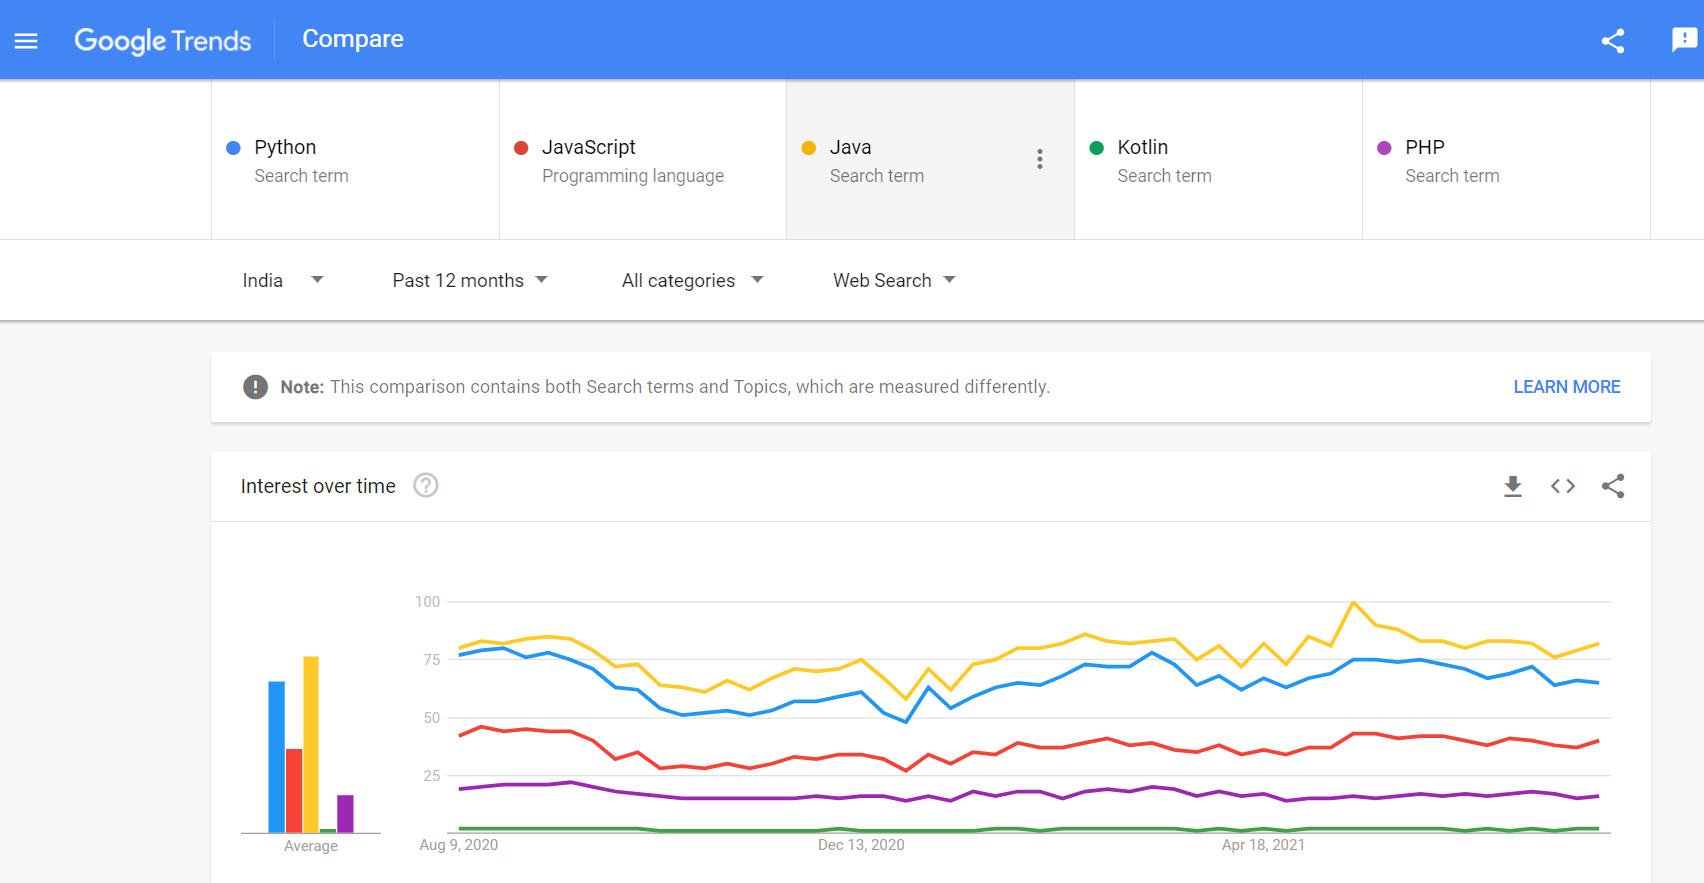 Google Trends Compare
Python JavaScript Java Kotlin PHP
Search term Programming language Search term Search term Search term
India Past 12 months All categories Web Search
Note: This comparison contains both Search terms and Topics, which are measured differently. LEARN MORE
Interest over time
100
75
50
25
Average Aug 9, 2020 Dec 13, 2020 Apr 18, 2021